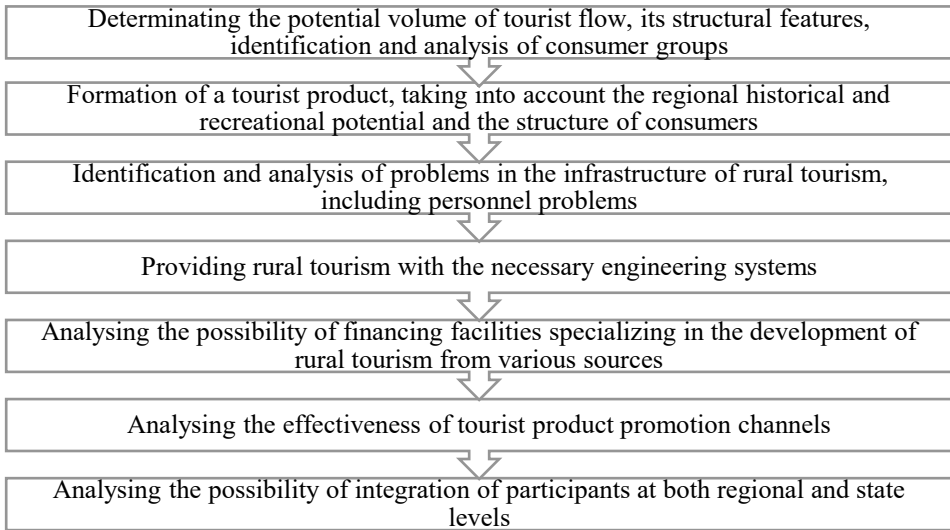 Determinating the potential volume of tourist flow, its structural features,
identification and analysis of consumer groups
Formation of a tourist product, taking into account the regional historical and
recreational potential and the structure of consumers
Identification and analysis of problems in the infrastructure of rural tourism,
including personnel problems
Providing rural tourism with the necessary engineering systems
Analysing the possibility of financing facilities specializing in the development of
rural tourism from various sources
Analysing the effectiveness of tourist product promotion channels
Analysing the possibility of integration of participants at both regional and state
levels